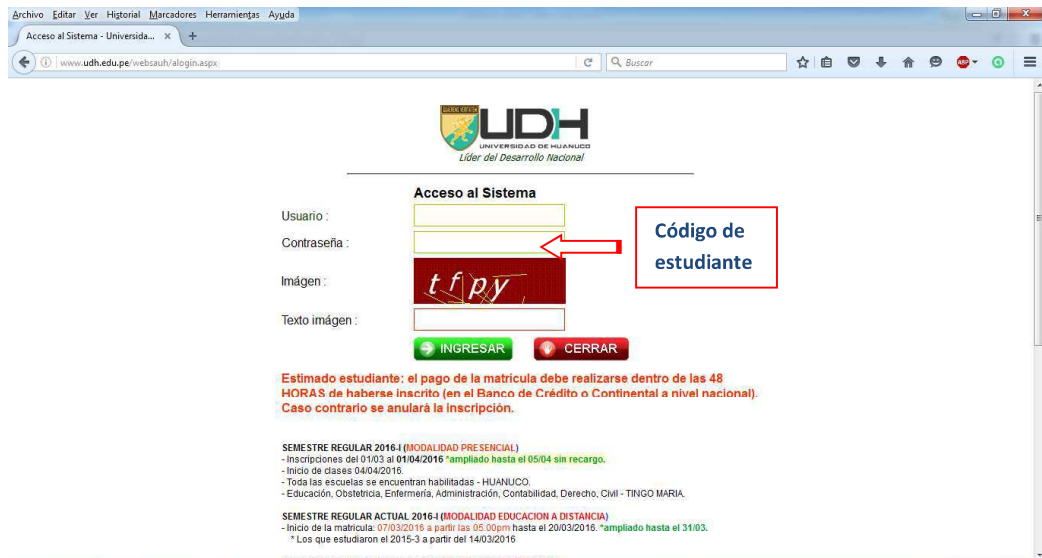 Archivo Editar Ver Historial Marcadores Herramientas Ayuda
Acceso al Sistema - Universida... × +
www.udh.edu.pe/websauh/alogin.aspx
Buscar
ABP
UDH
UNIVERSIDAD DE HUANUCO
Líder del Desarrollo Nacional
Acceso al Sistema
Usuario :
Contraseña :
Código de
estudiante
Imágen :
tfpy
Texto imágen :
INGRESAR CERRAR
Estimado estudiante: el pago de la matricula debe realizarse dentro de las 48
HORAS de haberse inscrito (en el Banco de Crédito o Continental a nivel nacional).
Caso contrario se anulará la inscripción.
SEMESTRE REGULAR 2016-I (MODALIDAD PRESENCIAL)
- Inscripciones del 01/03 al 01/04/2016 *ampliado hasta el 05/04 sin recargo.
- Inicio de clases 04/04/2016.
- Toda las escuelas se encuentran habilitadas - HUANUCO.
- Educación, Obstetricia, Enfermería, Administración, Contabilidad, Derecho, Civil - TINGO MARIA.
SEMESTRE REGULAR ACTUAL 2016-I (MODALIDAD EDUCACION A DISTANCIA)
- Inicio de la matricula: 07/03/2016 a partir las 05:00pm hasta el 20/03/2016. *ampliado hasta el 31/03.
* Los que estudiaron el 2015-3 a partir del 14/03/2016